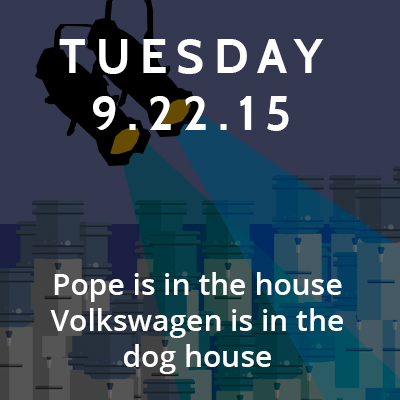 TUESDAY
9.22.15
Pope is in the house
Volkswagen is in the
dog house